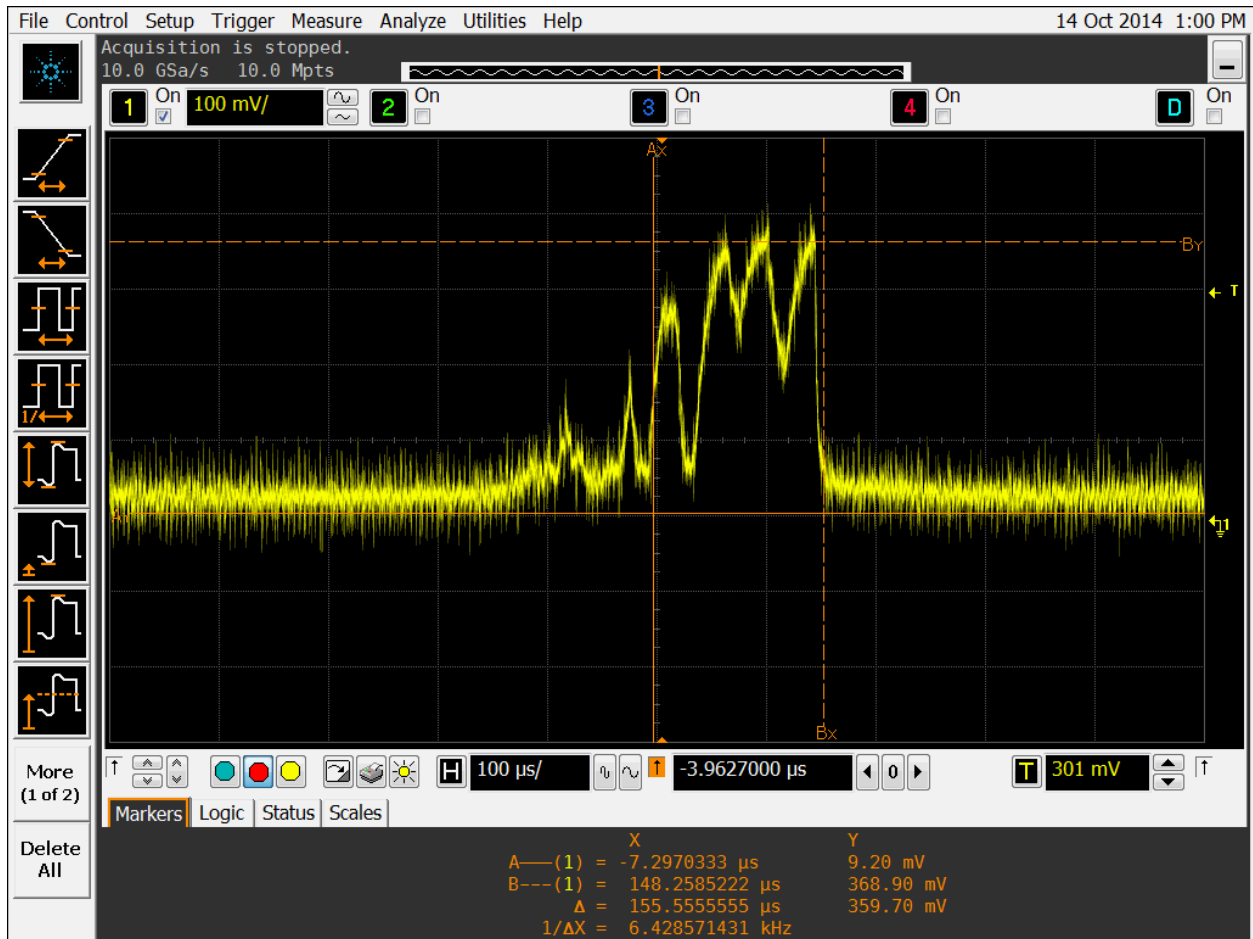 File Control Setup Trigger Measure Analyze Utilities Help 14 Oct 2014 1:00 PM
Acquisition is stopped.
10.0 GSa/s 10.0 Mpts
1 On 100 mV/ 2 On 3 On 4 On D On
AX
BY
T
AY
1
BX
1/
More
(1 of 2)
Delete
All
H 100 µs/ -3.9627000 µs 0 T 301 mV
Markers Logic Status Scales
X Y
A———(1) = -7.2970333 µs 9.20 mV
B---(1) = 148.2585222 µs 368.90 mV
Δ = 155.5555555 µs 359.70 mV
1/ΔX = 6.428571431 kHz